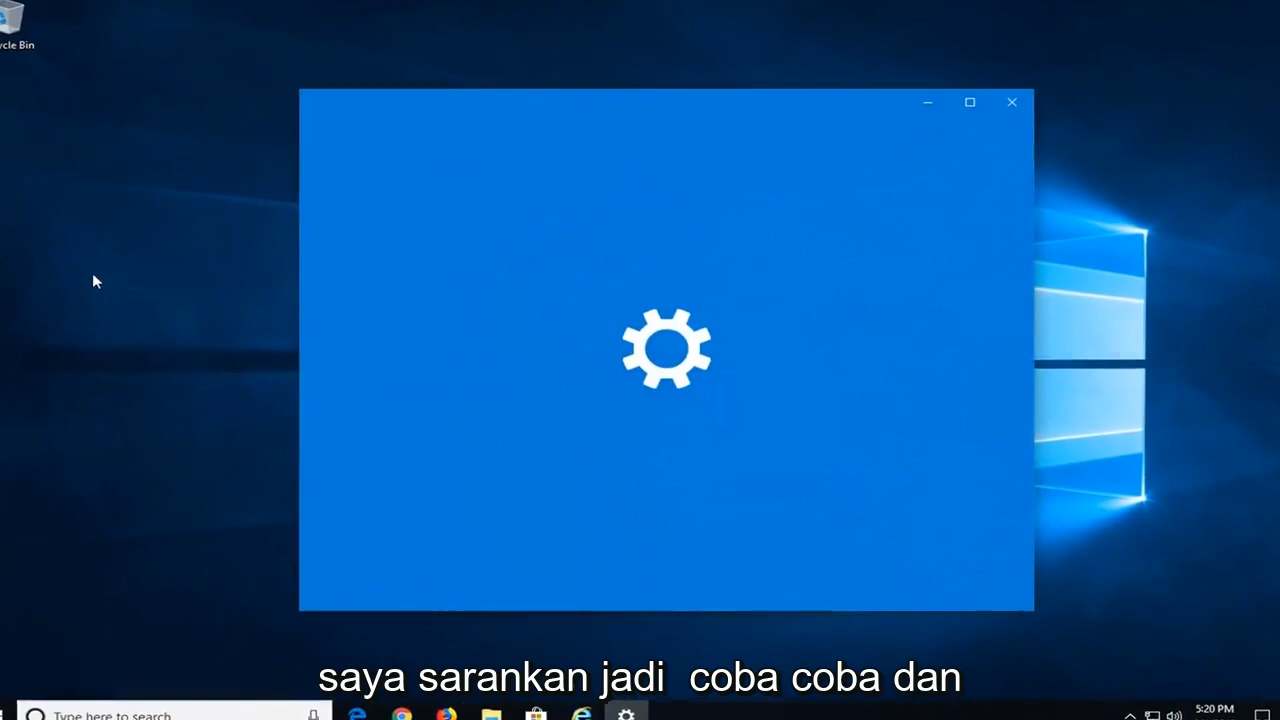 ycle Bin
saya sarankan jadi  coba coba dan
Type here to search
5:20 PM